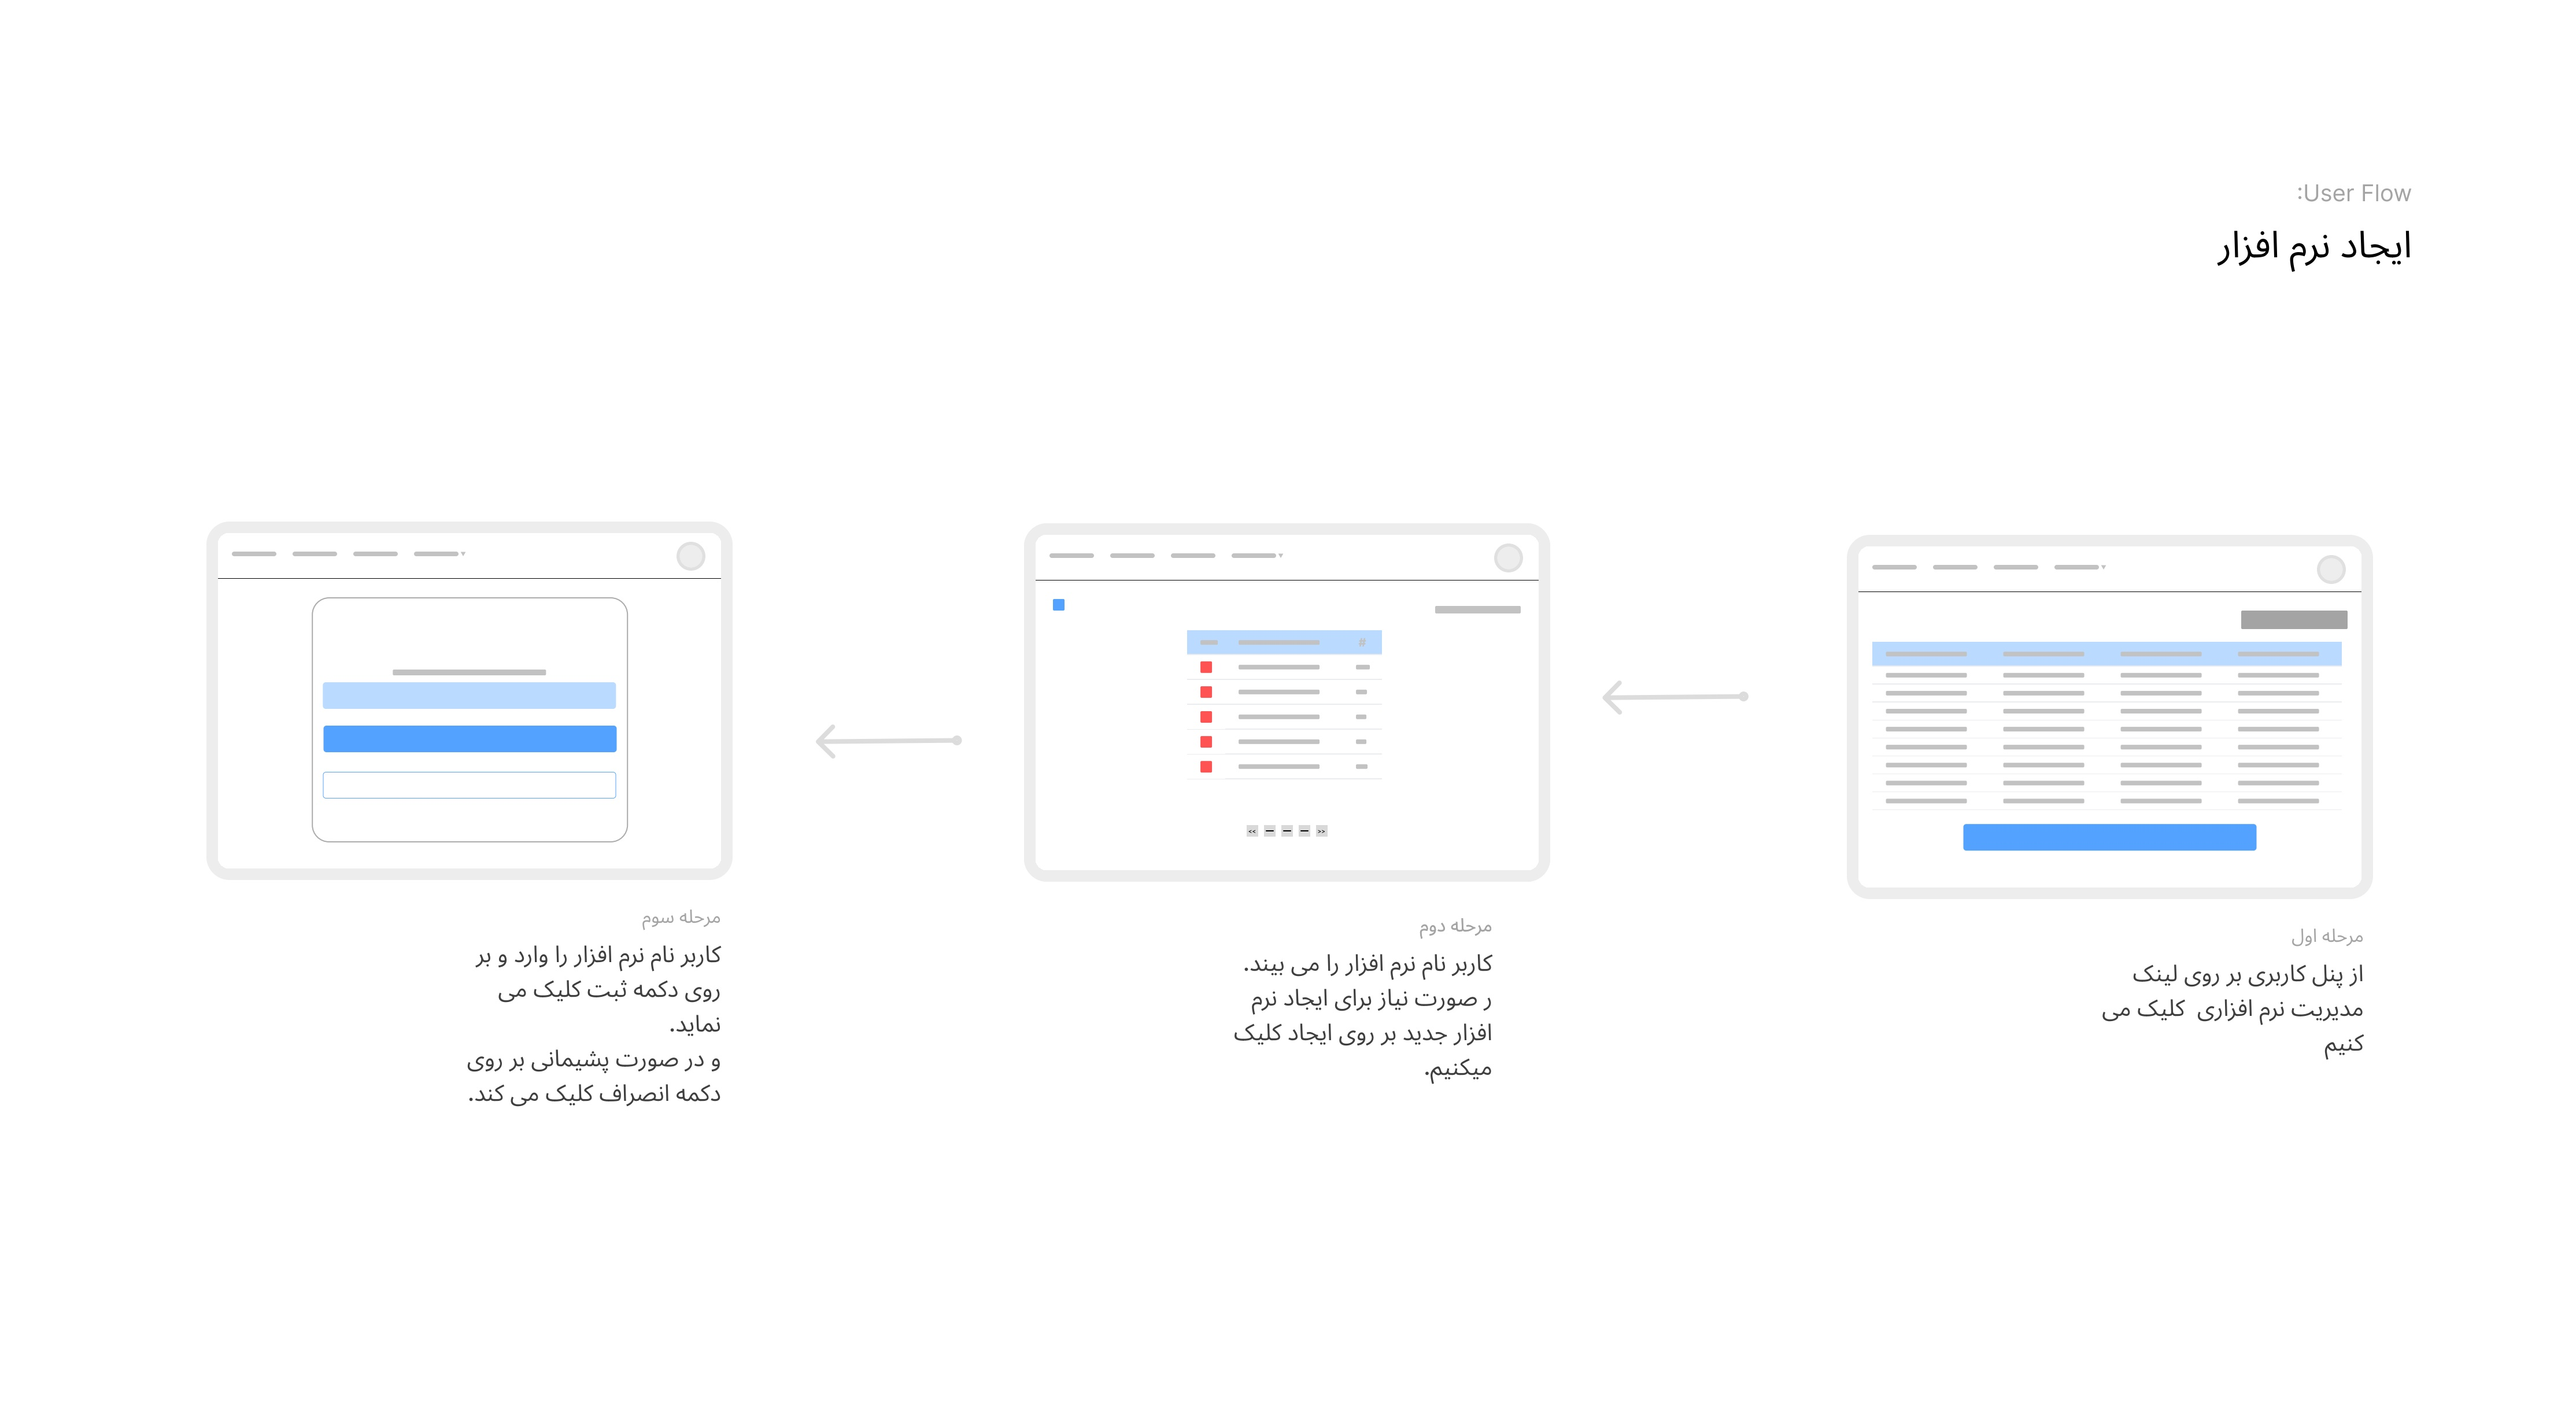 User Flow:
ایجاد نرم افزار
مرحله اول
از پنل کاربری بر روی لینک
مدیریت نرم افزاری کلیک می
کنیم
#
<< >>
مرحله دوم
کاربر نام نرم افزار را می بیند.
ر صورت نیاز برای ایجاد نرم
افزار جدید بر روی ایجاد کلیک
میکنیم.
مرحله سوم
کاربر نام نرم افزار را وارد و بر
روی دکمه ثبت کلیک می
نماید.
و در صورت پشیمانی بر روی
دکمه انصراف کلیک می کند.